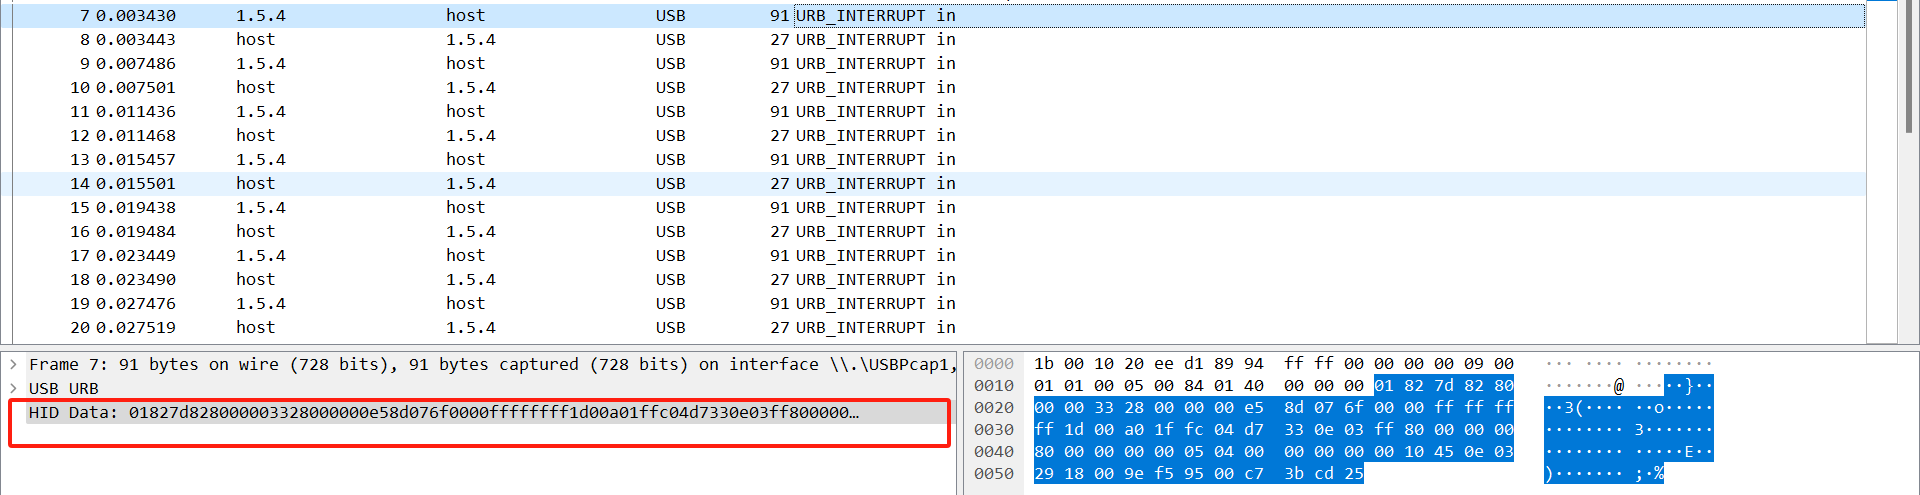 7 0.003430 1.5.4 host USB 91 URB_INTERRUPT in
8 0.003443 host 1.5.4 USB 27 URB_INTERRUPT in
9 0.007486 1.5.4 host USB 91 URB_INTERRUPT in
10 0.007501 host 1.5.4 USB 27 URB_INTERRUPT in
11 0.011436 1.5.4 host USB 91 URB_INTERRUPT in
12 0.011468 host 1.5.4 USB 27 URB_INTERRUPT in
13 0.015457 1.5.4 host USB 91 URB_INTERRUPT in
14 0.015501 host 1.5.4 USB 27 URB_INTERRUPT in
15 0.019438 1.5.4 host USB 91 URB_INTERRUPT in
16 0.019484 host 1.5.4 USB 27 URB_INTERRUPT in
17 0.023449 1.5.4 host USB 91 URB_INTERRUPT in
18 0.023490 host 1.5.4 USB 27 URB_INTERRUPT in
19 0.027476 1.5.4 host USB 91 URB_INTERRUPT in
20 0.027519 host 1.5.4 USB 27 URB_INTERRUPT in
Frame 7: 91 bytes on wire (728 bits), 91 bytes captured (728 bits) on interface \\.\USBPcap1,
USB URB
HID Data: 01827d828000003328000000e58d076f0000ffffffff1d00a01ffc04d7330e03ff800000…
0000 1b 00 10 20 ee d1 89 94 ff ff 00 00 00 00 09 00 ··· ···· ········
0010 01 01 00 05 00 84 01 40 00 00 00 01 82 7d 82 80 ·······@ ·····}··
0020 00 00 33 28 00 00 00 e5 8d 07 6f 00 00 ff ff ff ··3(···· ··o·····
0030 ff 1d 00 a0 1f fc 04 d7 33 0e 03 ff 80 00 00 00 ········ 3·······
0040 80 00 00 00 00 05 04 00 00 00 00 00 10 45 0e 03 ········ ·····E··
0050 29 18 00 9e f5 95 00 c7 3b cd 25 )······· ;·%